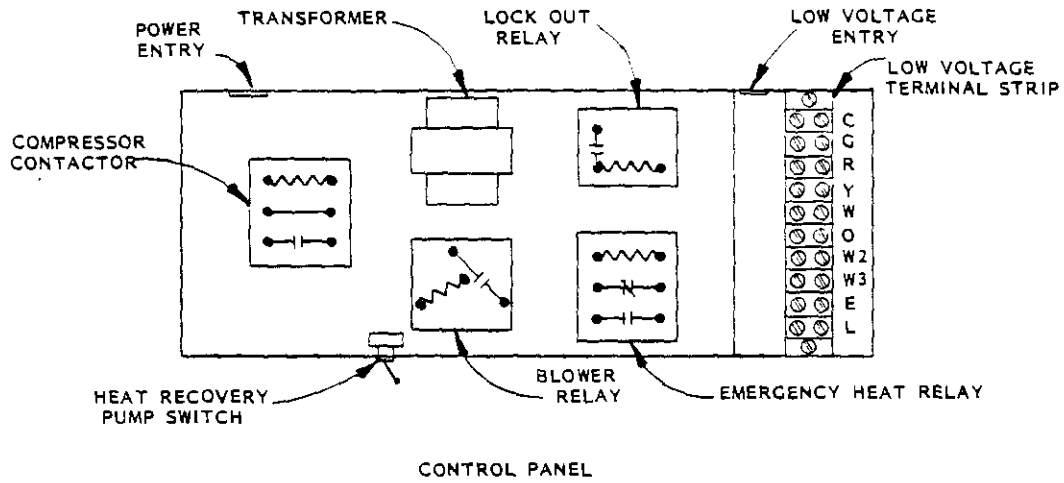 TRANSFORMER
LOCK OUT
RELAY
LOW VOLTAGE
ENTRY
POWER
ENTRY
LOW VOLTAGE
TERMINAL STRIP
COMPRESSOR
CONTACTOR
C
G
R
Y
W
O
W2
W3
E
L
HEAT RECOVERY
PUMP SWITCH
BLOWER
RELAY
EMERGENCY HEAT RELAY
CONTROL PANEL